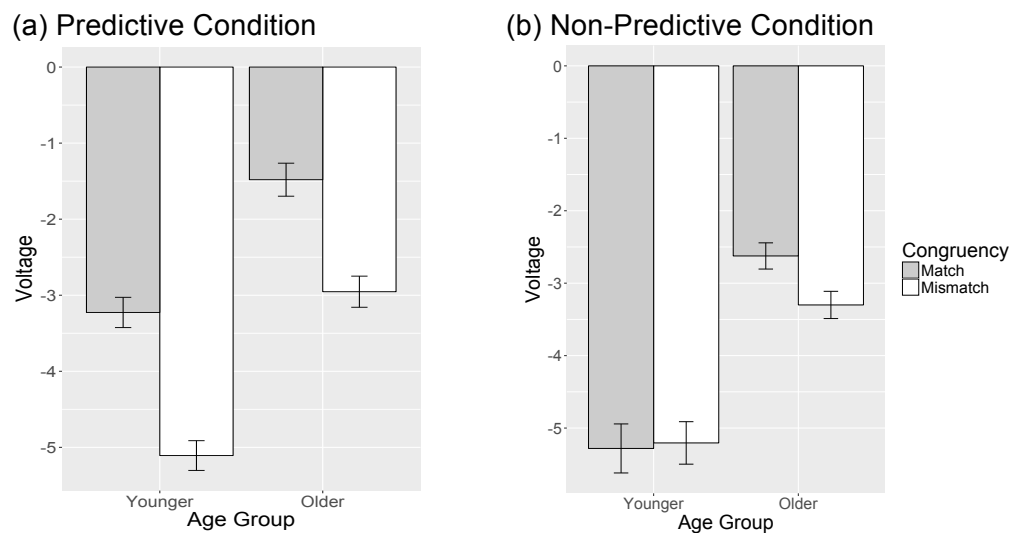 (a) Predictive Condition
0
-1
-2
-3
-4
-5
Voltage
Younger
Older
Age Group
(b) Non-Predictive Condition
0
-1
-2
-3
-4
-5
Voltage
Younger
Older
Age Group
Congruency
Match
Mismatch